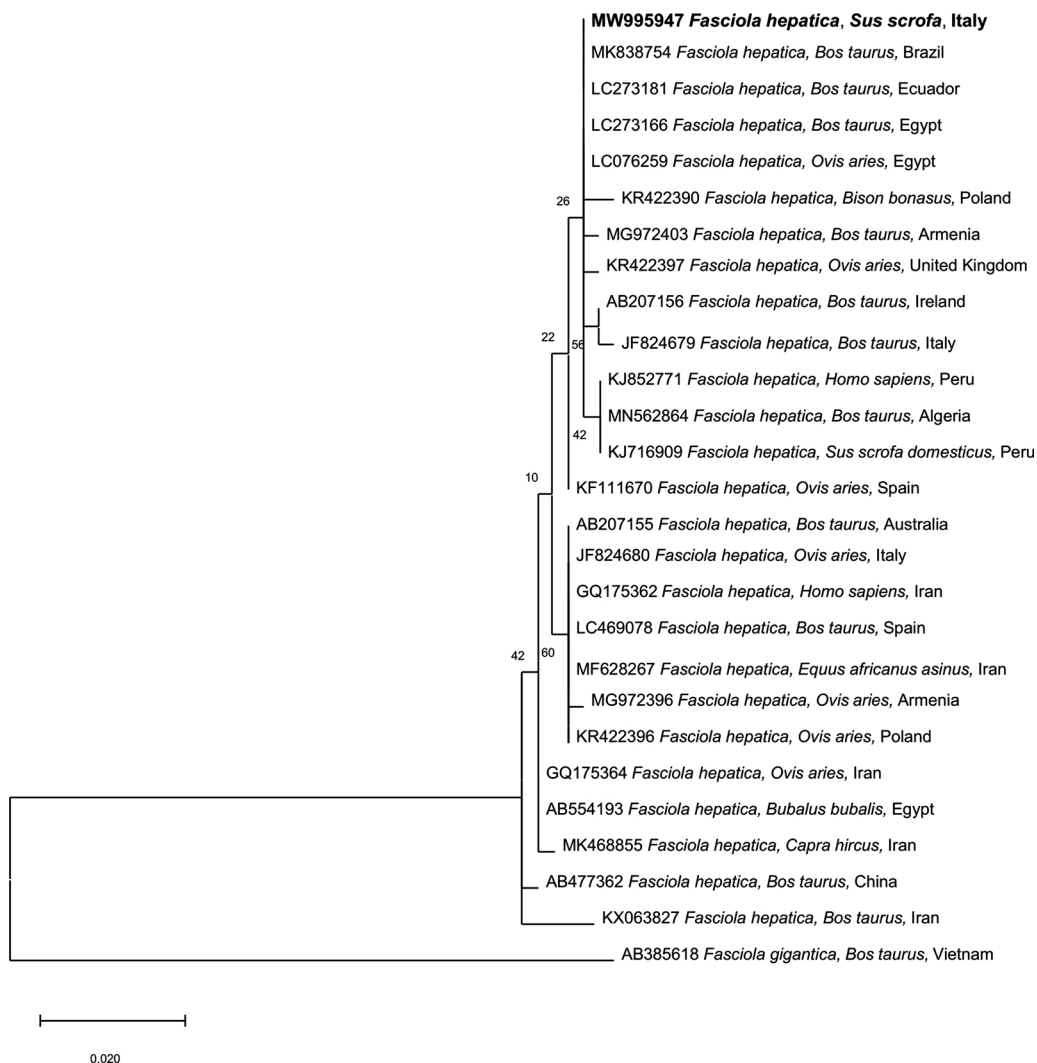 MW995947 Fasciola hepatica, Sus scrofa, Italy
MK838754 Fasciola hepatica, Bos taurus, Brazil
LC273181 Fasciola hepatica, Bos taurus, Ecuador
LC273166 Fasciola hepatica, Bos taurus, Egypt
LC076259 Fasciola hepatica, Ovis aries, Egypt
26
KR422390 Fasciola hepatica, Bison bonasus, Poland
MG972403 Fasciola hepatica, Bos taurus, Armenia
KR422397 Fasciola hepatica, Ovis aries, United Kingdom
AB207156 Fasciola hepatica, Bos taurus, Ireland
22
56
JF824679 Fasciola hepatica, Bos taurus, Italy
KJ852771 Fasciola hepatica, Homo sapiens, Peru
MN562864 Fasciola hepatica, Bos taurus, Algeria
42
KJ716909 Fasciola hepatica, Sus scrofa domesticus, Peru
10
KF111670 Fasciola hepatica, Ovis aries, Spain
AB207155 Fasciola hepatica, Bos taurus, Australia
JF824680 Fasciola hepatica, Ovis aries, Italy
GQ175362 Fasciola hepatica, Homo sapiens, Iran
LC469078 Fasciola hepatica, Bos taurus, Spain
42
60
MF628267 Fasciola hepatica, Equus africanus asinus, Iran
MG972396 Fasciola hepatica, Ovis aries, Armenia
KR422396 Fasciola hepatica, Ovis aries, Poland
GQ175364 Fasciola hepatica, Ovis aries, Iran
AB554193 Fasciola hepatica, Bubalus bubalis, Egypt
MK468855 Fasciola hepatica, Capra hircus, Iran
AB477362 Fasciola hepatica, Bos taurus, China
KX063827 Fasciola hepatica, Bos taurus, Iran
AB385618 Fasciola gigantica, Bos taurus, Vietnam
0.020